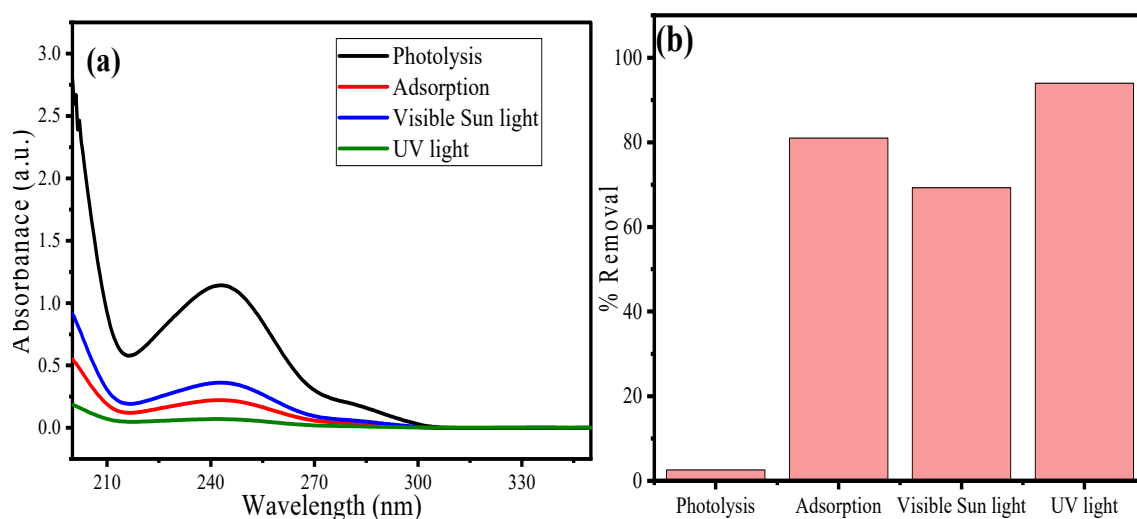 (a)
Photolysis
Adsorption
Visible Sun light
UV light
Absorbanace (a.u.)
3.0
2.5
2.0
1.5
1.0
0.5
0.0
210
240
270
300
330
Wavelength (nm)
(b)
% Removal
100
80
60
40
20
0
Photolysis
Adsorption
Visible Sun light
UV light